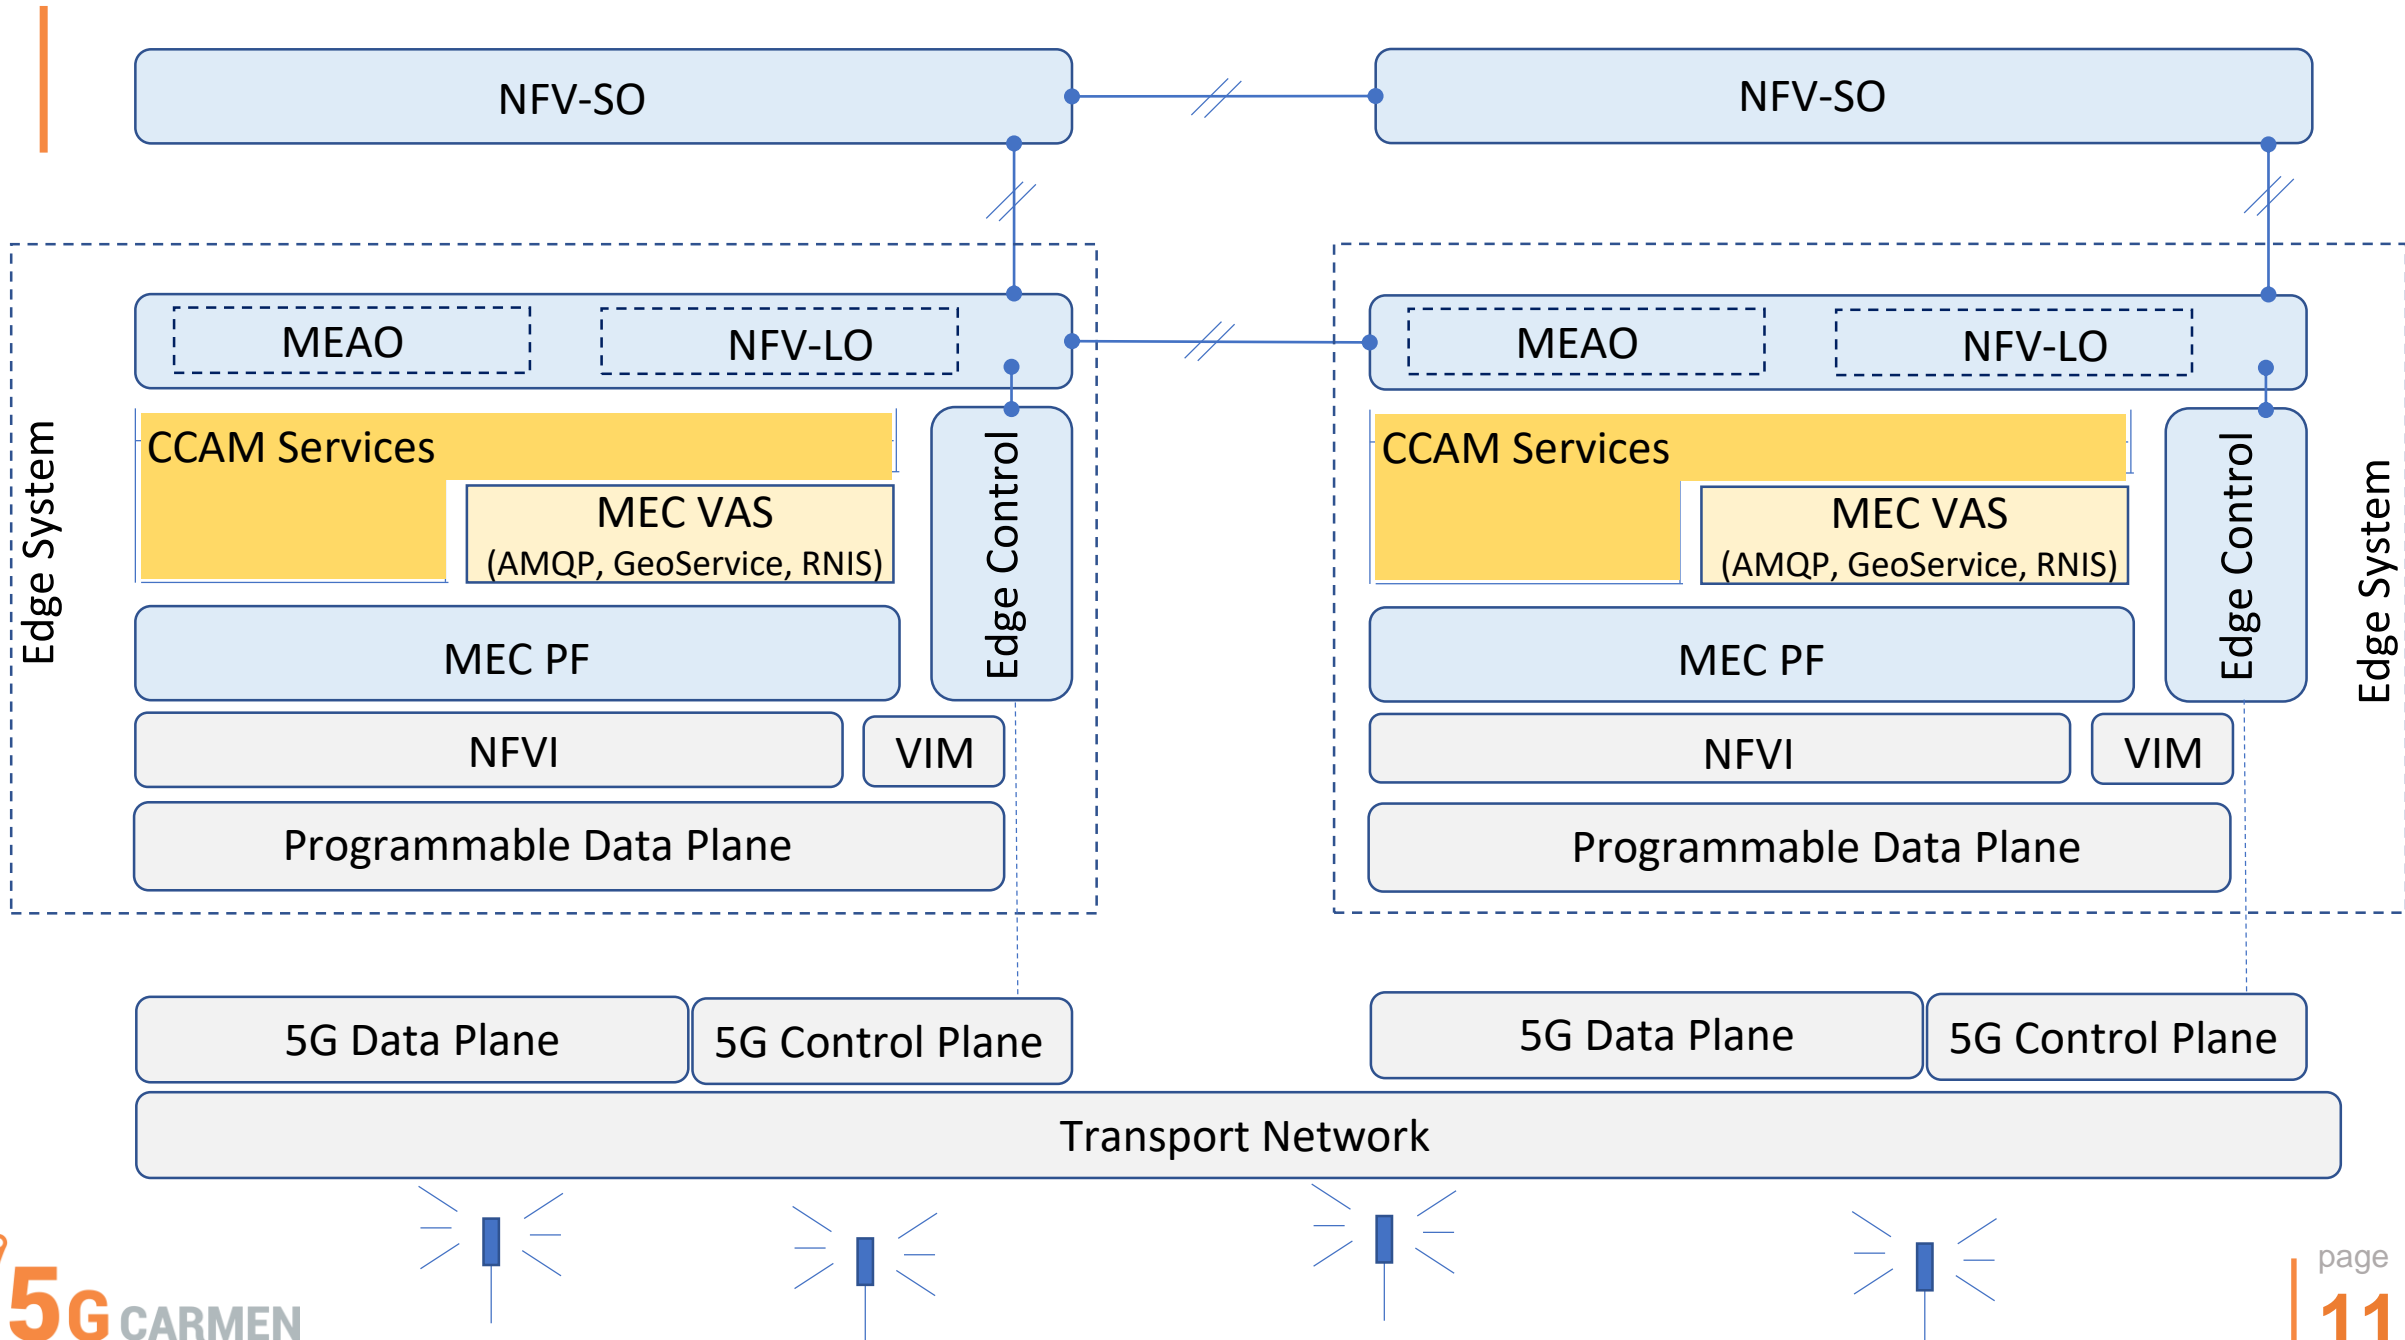 NFV-SO
NFV-SO
Edge System
MEAO
NFV-LO
CCAM Services
MEC VAS
(AMQP, GeoService, RNIS)
Edge Control
MEC PF
NFVI
VIM
Programmable Data Plane
MEAO
NFV-LO
CCAM Services
MEC VAS
(AMQP, GeoService, RNIS)
Edge Control
MEC PF
NFVI
VIM
Programmable Data Plane
Edge System
5G Data Plane
5G Control Plane
5G Data Plane
5G Control Plane
Transport Network
5G CARMEN
page
11